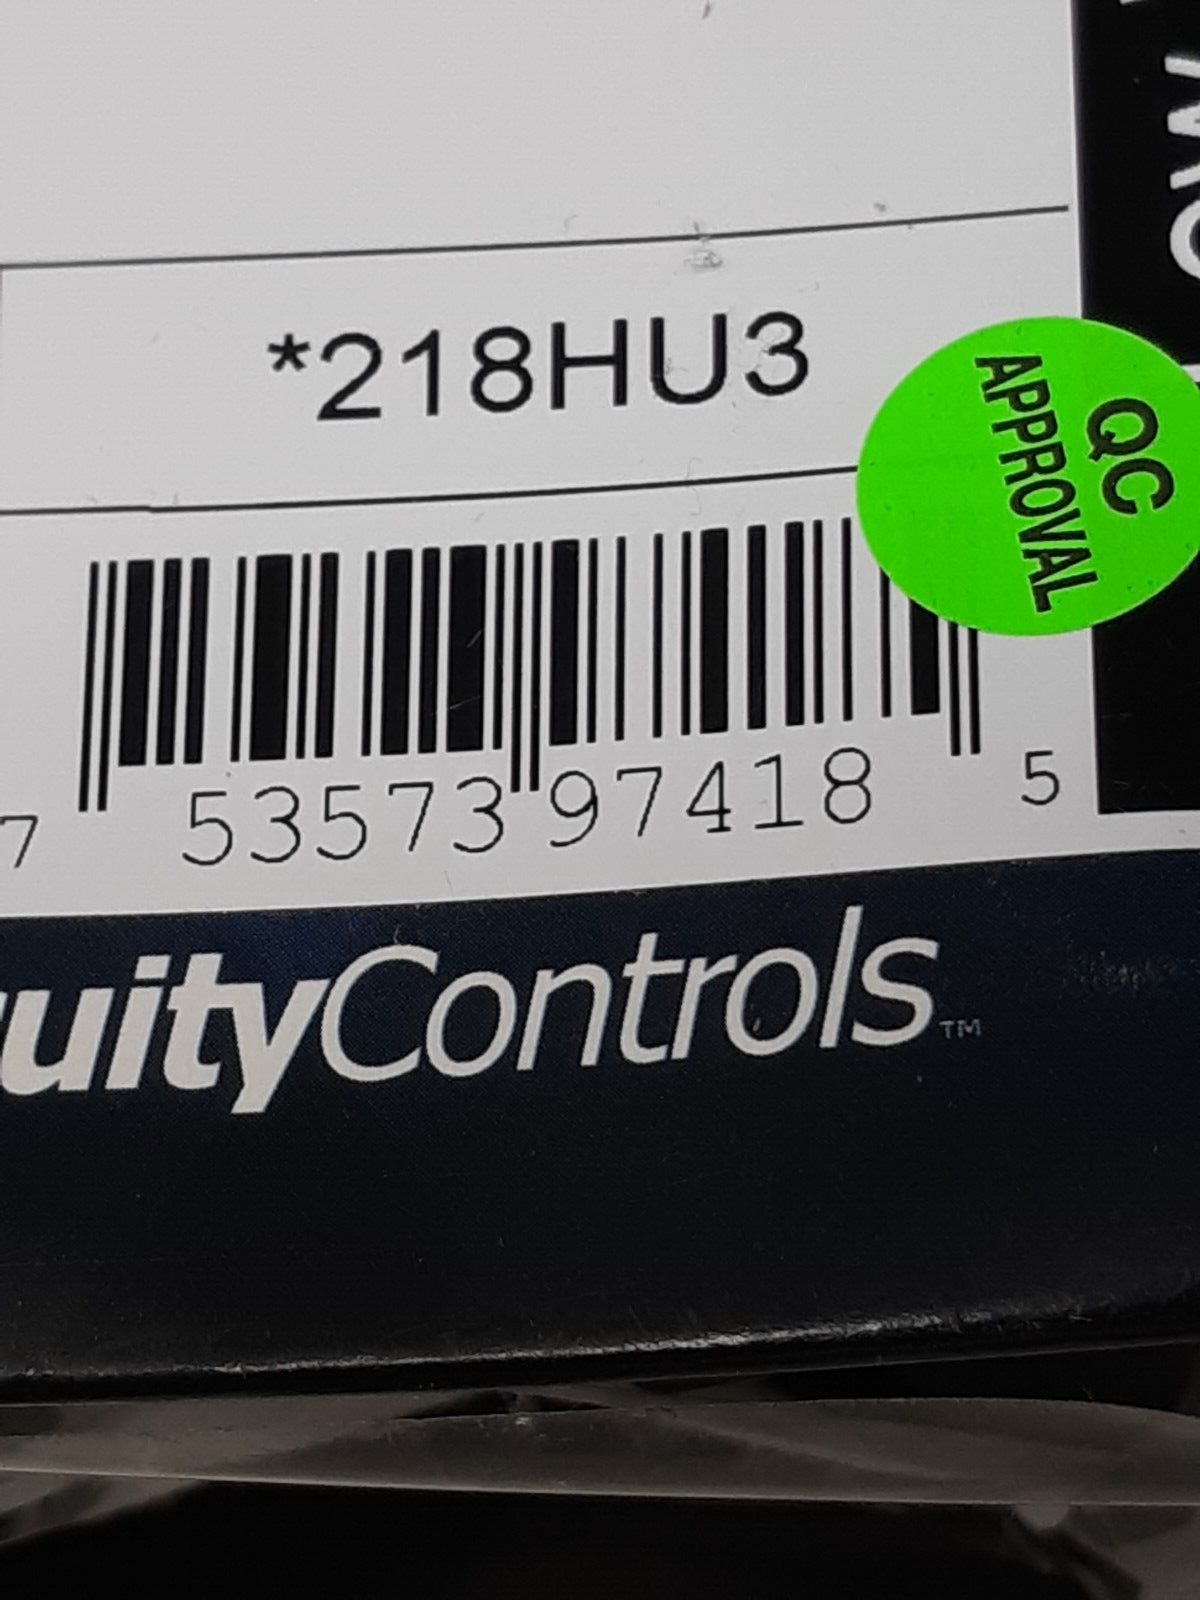 *218HU3
QC
APPROVAL
7 53573 97418 5
uityControls™